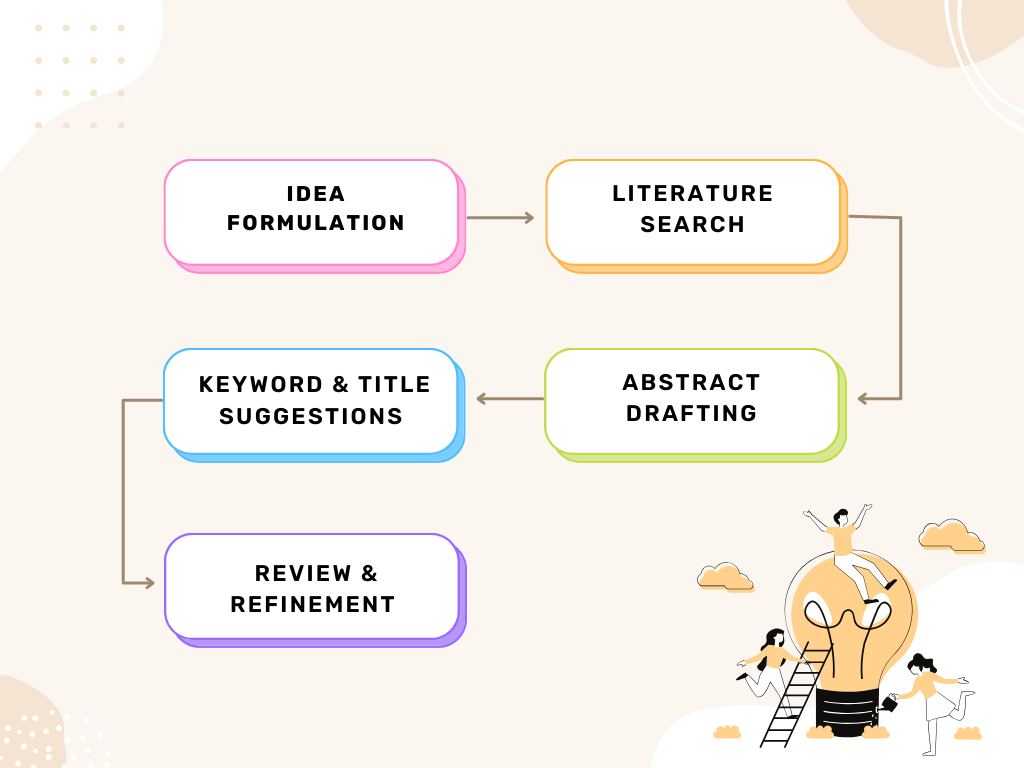 IDEA
FORMULATION
LITERATURE
SEARCH
ABSTRACT
DRAFTING
KEYWORD & TITLE
SUGGESTIONS
REVIEW &
REFINEMENT